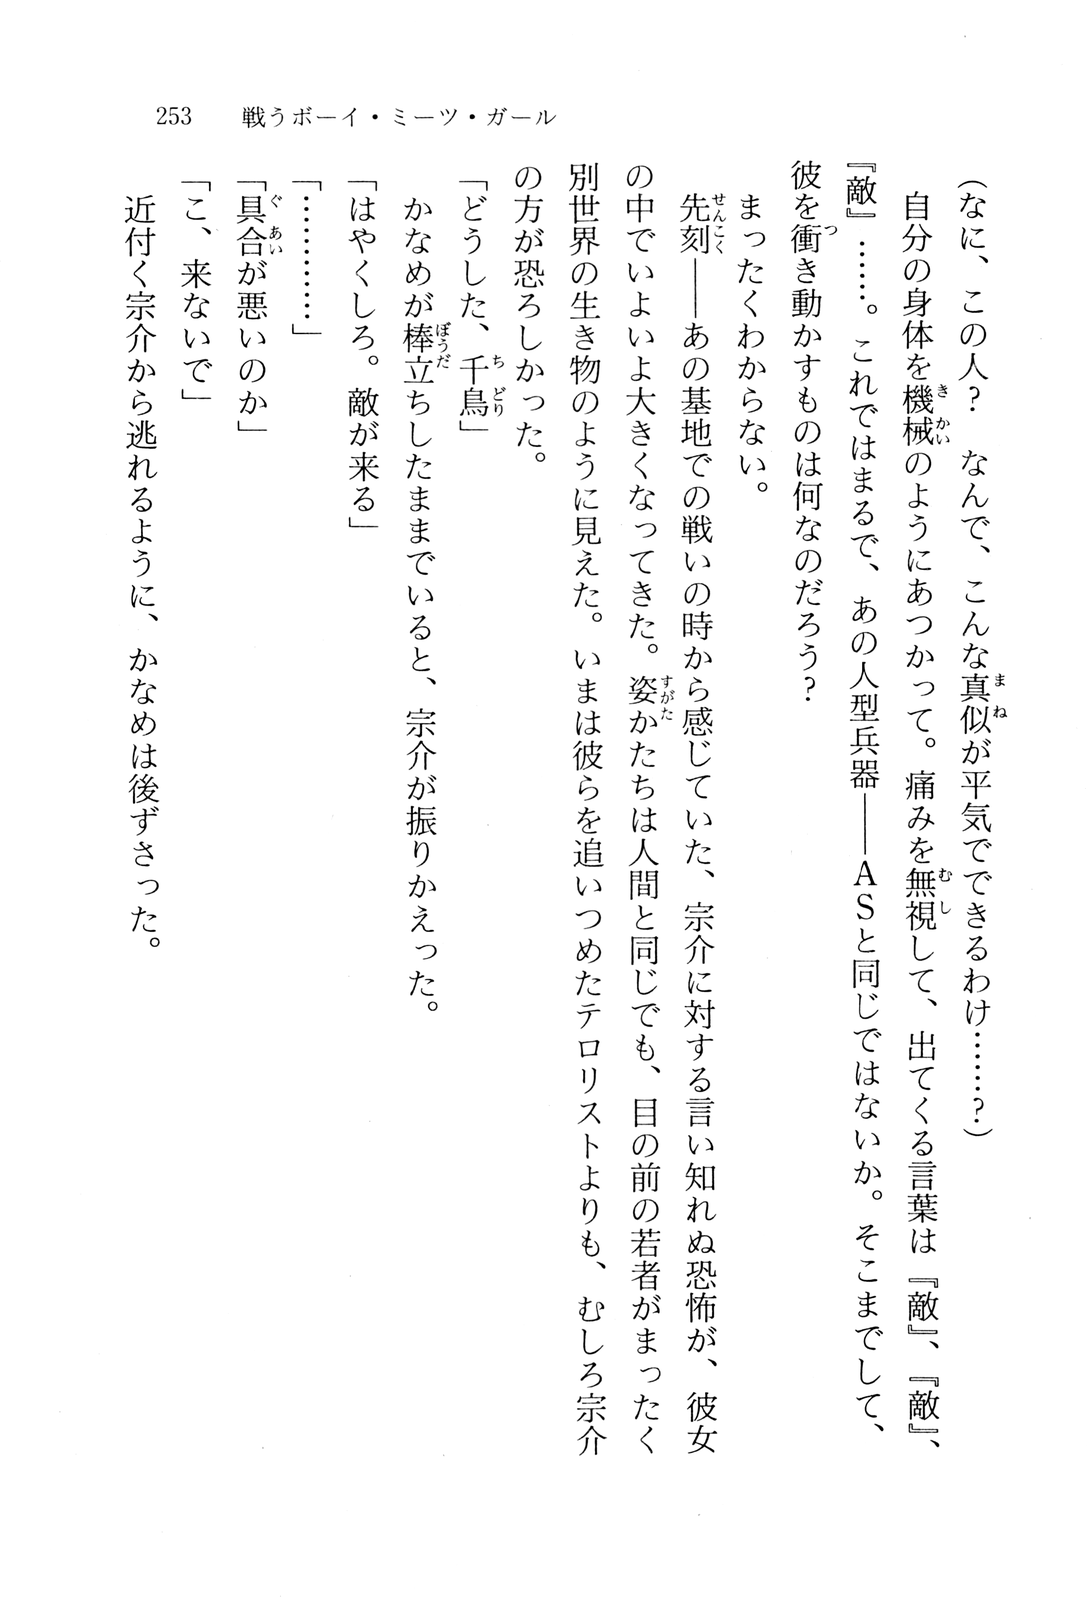 253　戦うボーイ・ミーツ・ガール
（なに、この人？　なんで、こんな真似が平気でできるわけ……？）
　自分の身体を機械のようにあつかって。痛みを無視して、出てくる言葉は『敵』、『敵』、
『敵』……。これではまるで、あの人型兵器――ＡＳと同じではないか。そこまでして、
彼を衝き動かすものは何なのだろう？
　まったくわからない。
　先刻――あの基地での戦いの時から感じていた、宗介に対する言い知れぬ恐怖が、彼女
の中でいよいよ大きくなってきた。姿かたちは人間と同じでも、目の前の若者がまったく
別世界の生き物のように見えた。いまは彼らを追いつめたテロリストよりも、むしろ宗介
の方が恐ろしかった。
「どうした、千鳥」
　かなめが棒立ちしたままでいると、宗介が振りかえった。
「はやくしろ。敵が来る」
「…………」
「具合が悪いのか」
「こ、来ないで」
　近付く宗介から逃れるように、かなめは後ずさった。